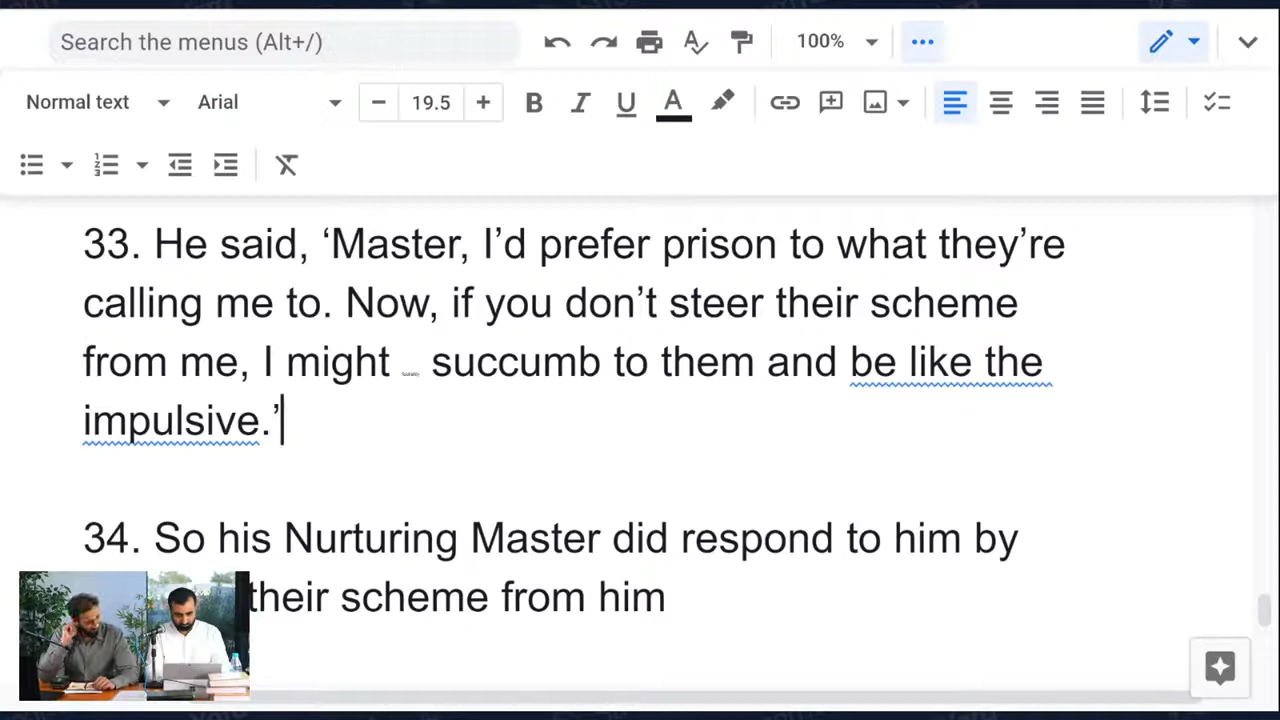 Search the menus (Alt+/)
100%
Normal text
Arial
19.5
33. He said, ‘Master, I’d prefer prison to what they’re
calling me to. Now, if you don’t steer their scheme
from me, I might succumb to them and be like the
impulsive.’
34. So his Nurturing Master did respond to him by
their scheme from him